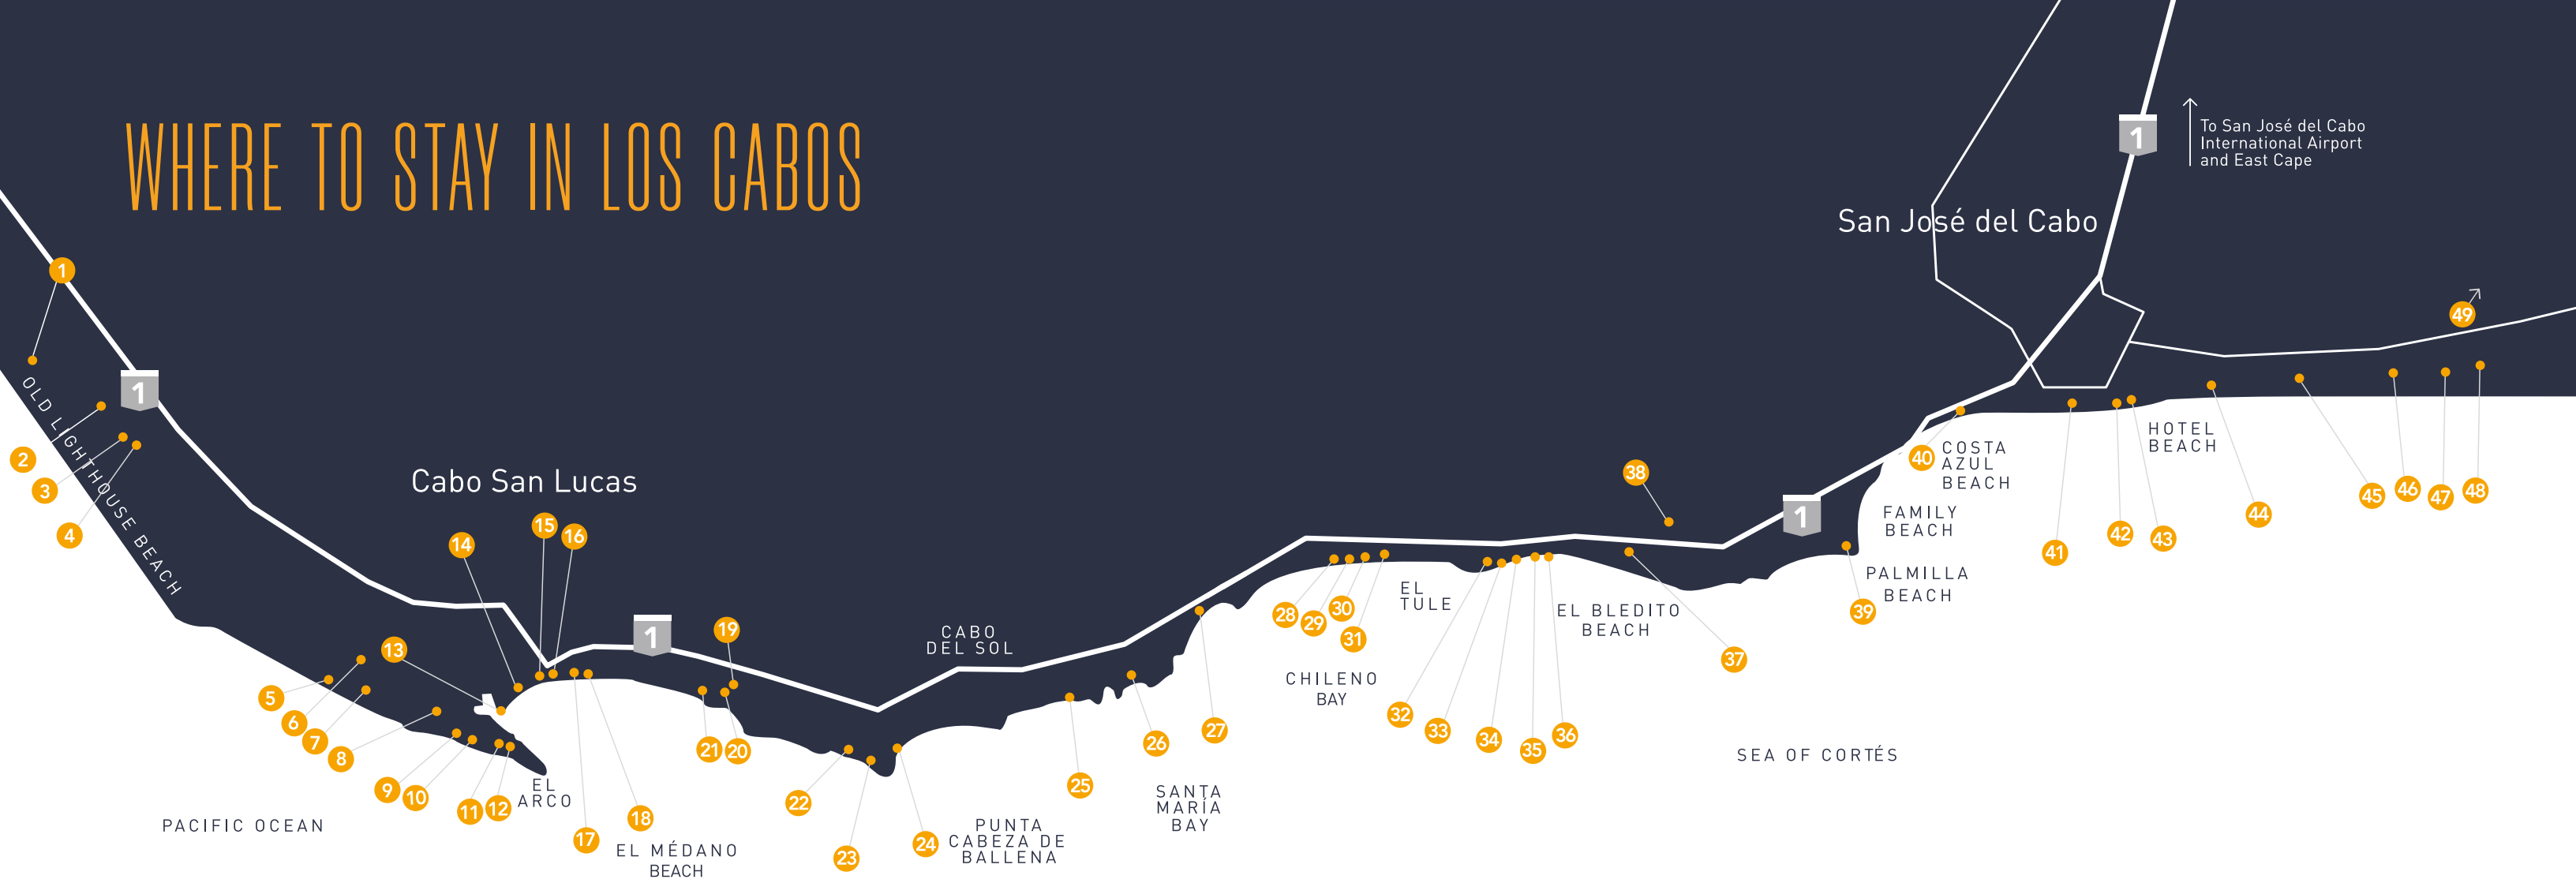 WHERE TO STAY IN LOS CABOS
1
To San José del Cabo
International Airport
and East Cape
San José del Cabo
1
49
OLD LIGHTHOUSE BEACH
1
2
3
4
Cabo San Lucas
14
15
16
13
1
19
5
6
7
8
9
10
11
12
EL
ARCO
PACIFIC OCEAN
17
18
EL MÉDANO
BEACH
21
20
22
23
24
PUNTA
CABEZA DE
BALLENA
CABO
DEL SOL
25
26
27
SANTA
MARÍA
BAY
28
29
30
31
CHILENO
BAY
EL
TULE
32
33
34
35
36
EL BLEDITO
BEACH
37
38
1
SEA OF CORTÉS
39
PALMILLA
BEACH
FAMILY
BEACH
40
COSTA
AZUL
BEACH
41
42
43
HOTEL
BEACH
44
45
46
47
48